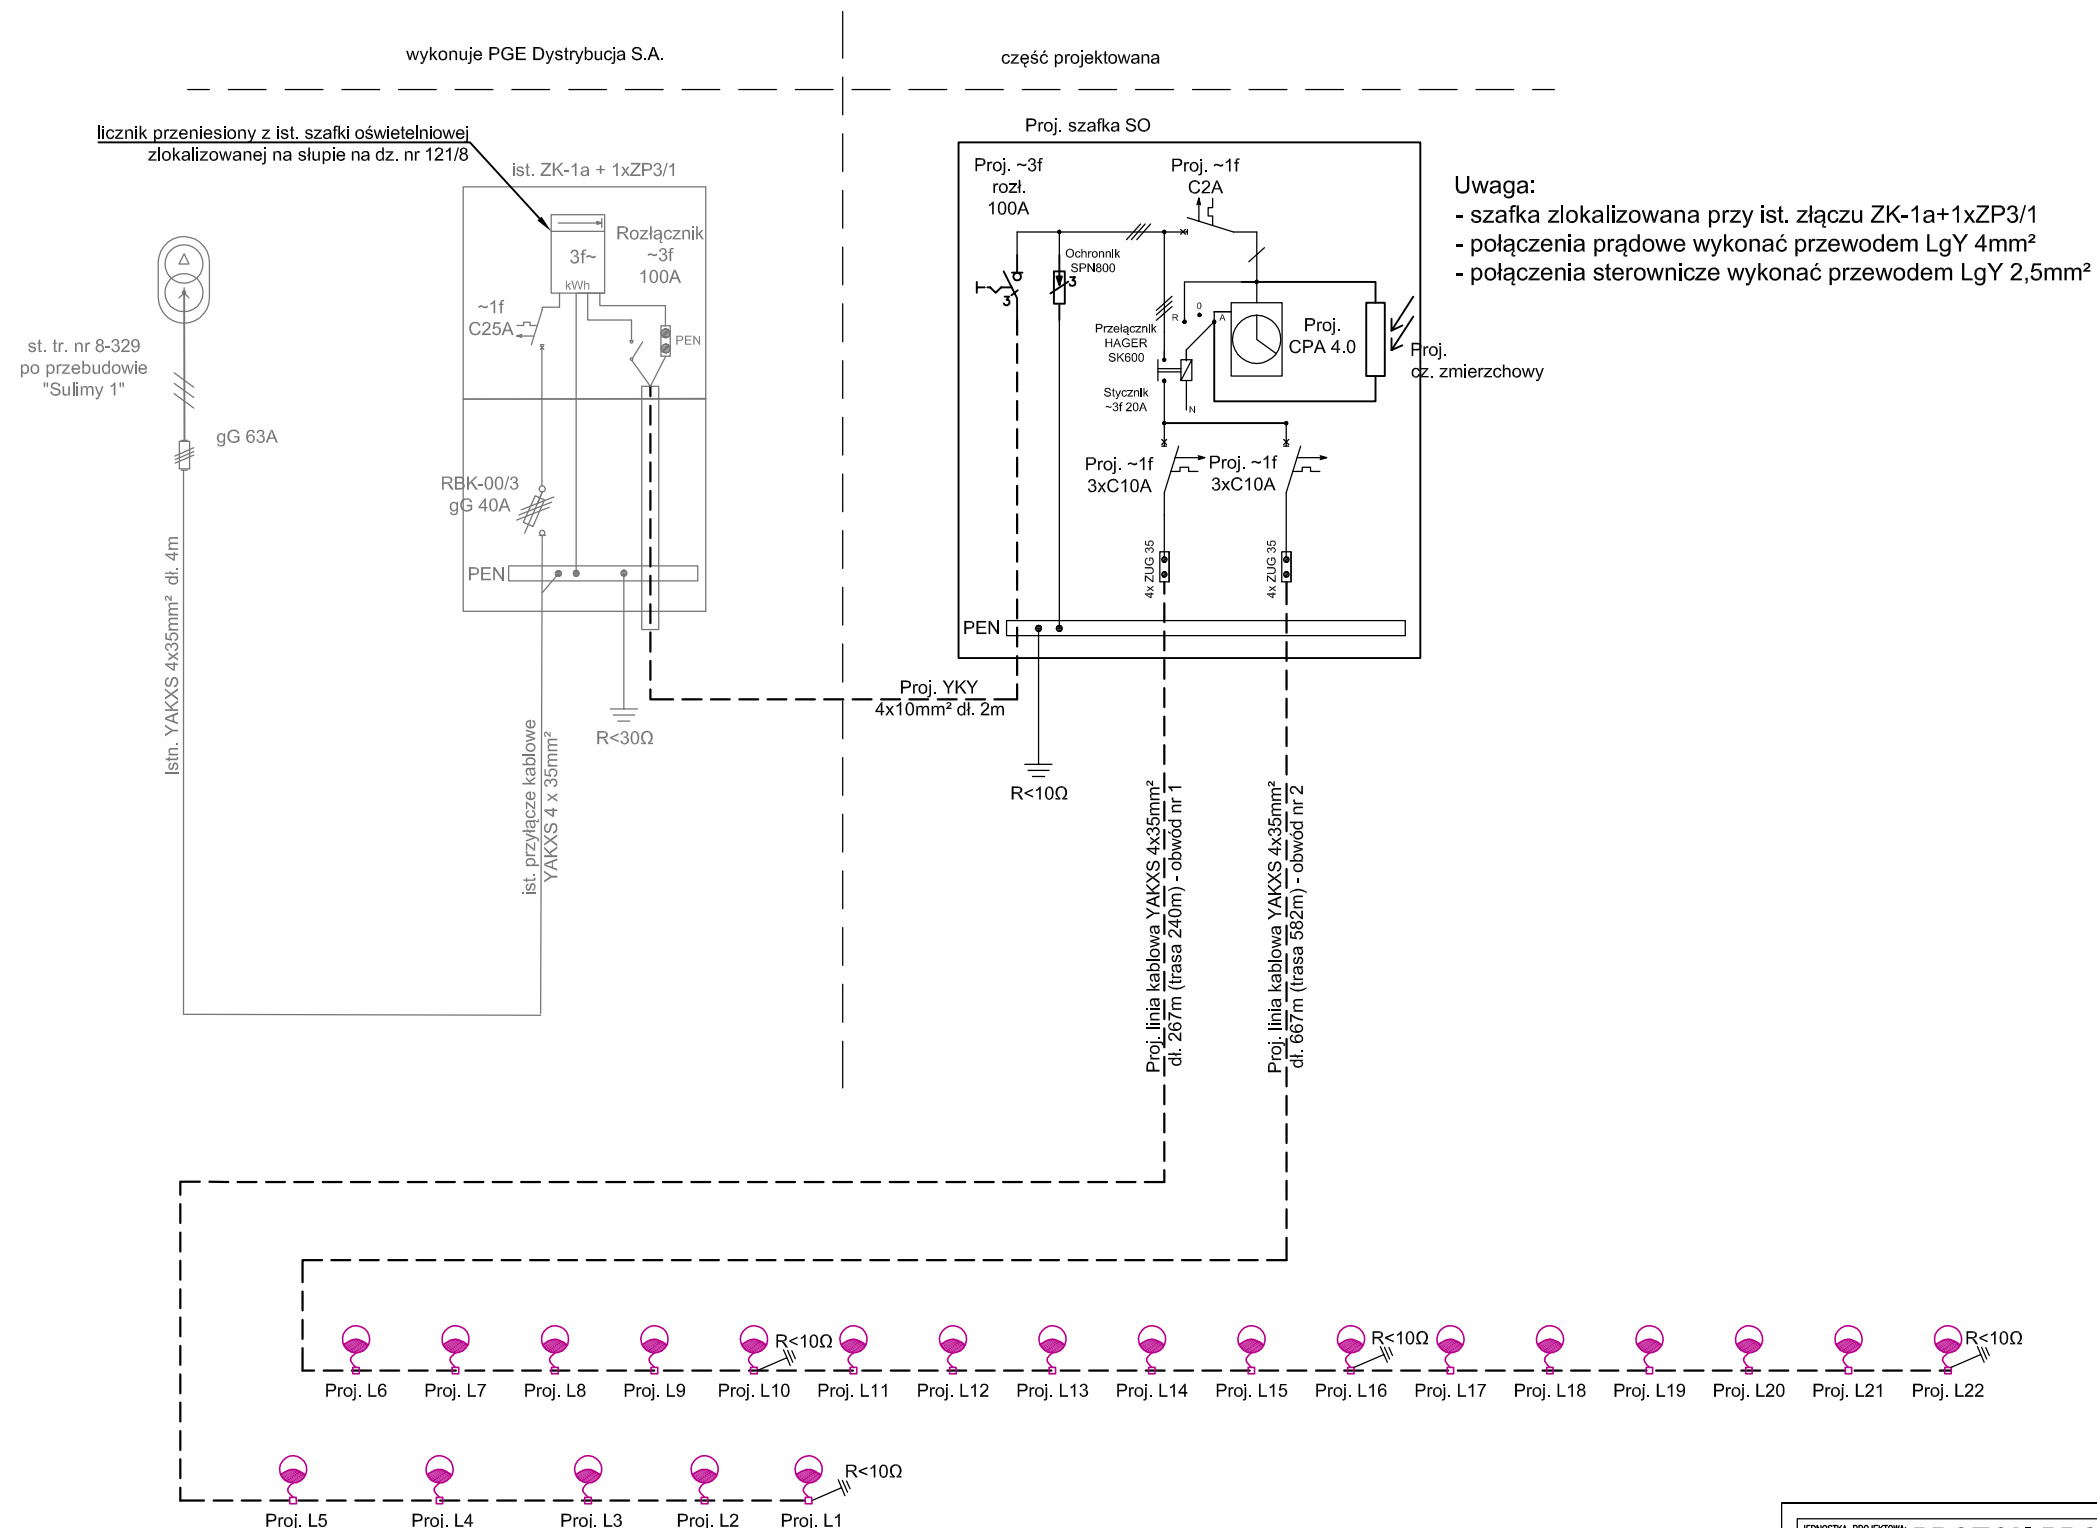 wykonuje PGE Dystrybucja S.A.
część projektowana
licznik przeniesiony z ist. szafki oświetelniowej
zlokalizowanej na słupie na dz. nr 121/8
ist. ZK-1a + 1xZP3/1
3f~
kWh
Rozłącznik
~3f
100A
~1f
C25A
PEN
st. tr. nr 8-329
po przebudowie
"Sulimy 1"
gG 63A
RBK-00/3
gG 40A
PEN
Istn. YAKXS 4x35mm² dł. 4m
ist. przyłącze kablowe
YAKXS 4 x 35mm²
R<30Ω
Proj. YKY
4x10mm² dł. 2m
Proj. szafka SO
Proj. ~3f
rozł.
100A
Proj. ~1f
C2A
Ochronnik
SPN800
3
3
R
0
A
Przełącznik
HAGER
SK600
Stycznik
~3f 20A
N
Proj.
CPA 4.0
Proj.
cz. zmierzchowy
Proj. ~1f
3xC10A
Proj. ~1f
3xC10A
4x ZUG 35
4x ZUG 35
PEN
R<10Ω
Uwaga:
- szafka zlokalizowana przy ist. złączu ZK-1a+1xZP3/1
- połączenia prądowe wykonać przewodem LgY 4mm²
- połączenia sterownicze wykonać przewodem LgY 2,5mm²
Proj. linia kablowa YAKXS 4x35mm²
dł. 267m (trasa 240m) - obwód nr 1
Proj. linia kablowa YAKXS 4x35mm²
dł. 667m (trasa 582m) - obwód nr 2
R<10Ω
R<10Ω
R<10Ω
Proj. L6
Proj. L7
Proj. L8
Proj. L9
Proj. L10
Proj. L11
Proj. L12
Proj. L13
Proj. L14
Proj. L15
Proj. L16
Proj. L17
Proj. L18
Proj. L19
Proj. L20
Proj. L21
Proj. L22
R<10Ω
Proj. L5
Proj. L4
Proj. L3
Proj. L2
Proj. L1